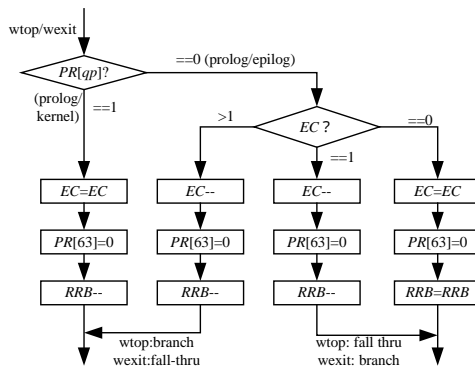 wtop/wexit
PR[qp]?
==0 (prolog/epilog)
(prolog/
kernel)
==1
>1
EC？
==0
==1
EC=EC
EC--
EC--
EC=EC
PR[63]=0
PR[63]=0
PR[63]=0
PR[63]=0
RRB--
RRB--
RRB--
RRB=RRB
wtop:branch
wexit:fall-thru
wtop: fall thru
wexit: branch